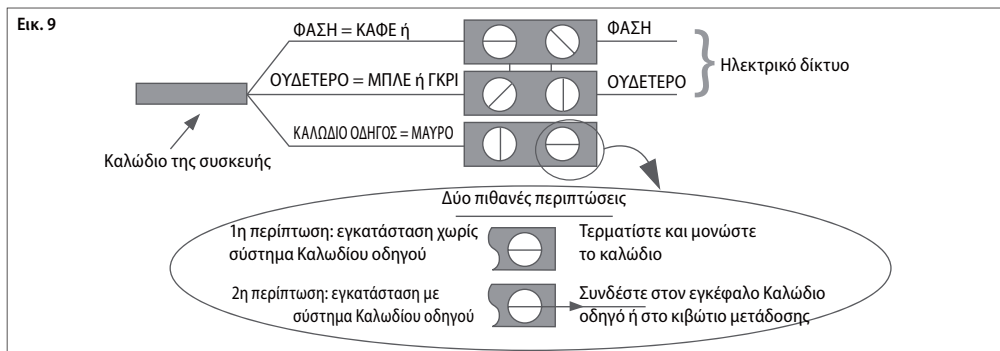 Εικ. 9
ΦΑΣΗ = ΚΑΦΕ ή
ΦΑΣΗ
ΟΥΔΕΤΕΡΟ = ΜΠΛΕ ή ΓΚΡΙ
ΟΥΔΕΤΕΡΟ
Ηλεκτρικό δίκτυο
ΚΑΛΩΔΙΟ ΟΔΗΓΟΣ = ΜΑΥΡΟ
Καλώδιο της συσκευής
Δύο πιθανές περιπτώσεις
1η περίπτωση: εγκατάσταση χωρίς
σύστημα Καλωδίου οδηγού
Τερματίστε και μονώστε
το καλώδιο
2η περίπτωση: εγκατάσταση με
σύστημα Καλωδίου οδηγού
Συνδέστε στον εγκέφαλο Καλώδιο
οδηγό ή στο κιβώτιο μετάδοσης